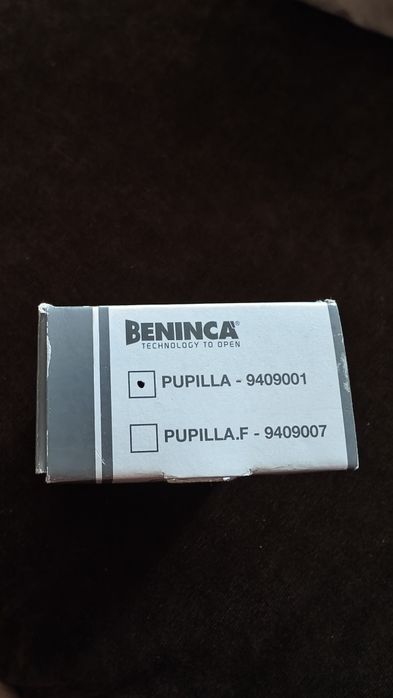 BENINCA®
TECHNOLOGY TO OPEN
PUPILLA - 9409001
PUPILLA.F - 9409007